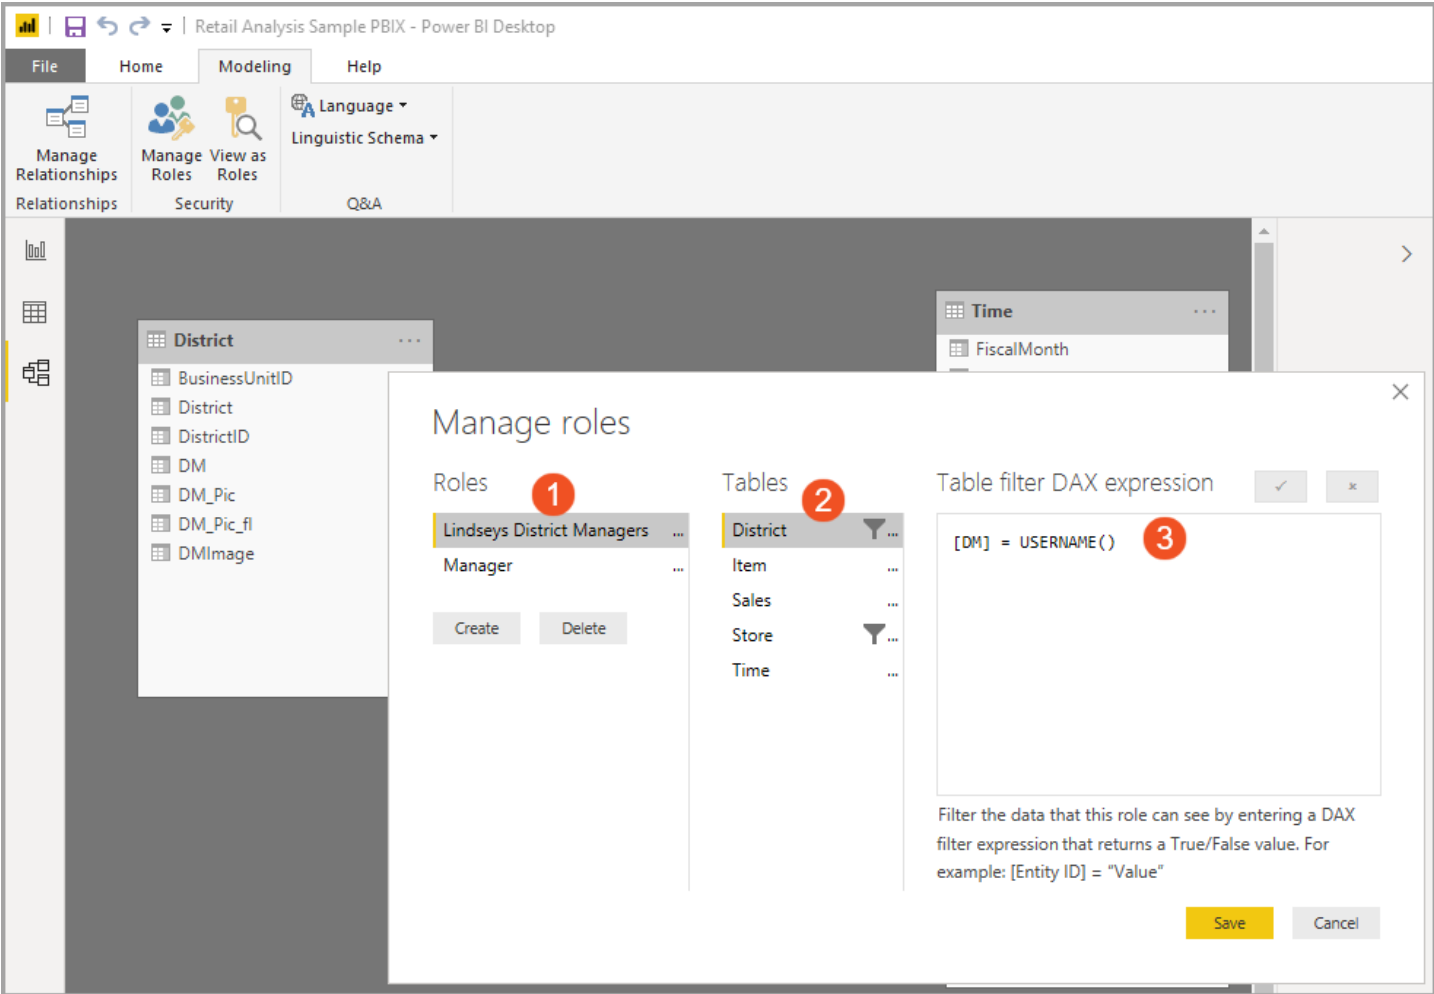 Retail Analysis Sample PBIX - Power BI Desktop
File Home Modeling Help
Manage Relationships
Manage Roles
View as Roles
Language
Linguistic Schema
Relationships Security Q&A
District ...
BusinessUnitID
District
DistrictID
DM
DM_Pic
DM_Pic_fl
DMImage
Time ...
FiscalMonth
Manage roles
Roles
1
Lindseys District Managers ...
Manager ...
Create Delete
Tables
2
District ...
Item ...
Sales ...
Store ...
Time ...
Table filter DAX expression
[DM] = USERNAME()
3
Filter the data that this role can see by entering a DAX
filter expression that returns a True/False value. For
example: [Entity ID] = “Value”
Save Cancel